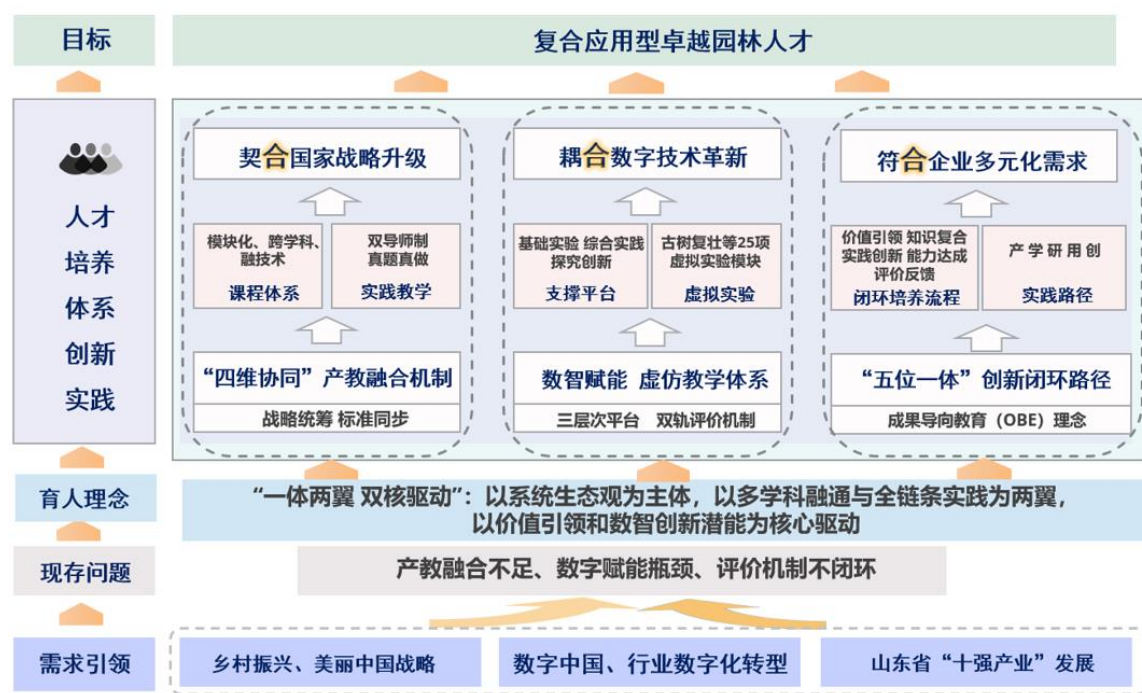 目标
复合应用型卓越园林人才
人才
培养
体系
创新
实践
契合国家战略升级
模块化、跨学科、
融技术
课程体系
双导师制
真题真做
实践教学
“四维协同”产教融合机制
战略统筹 标准同步
耦合数字技术革新
基础实验 综合实践
探究创新
支撑平台
古树复壮等25项
虚拟实验模块
虚拟实验
数智赋能 虚仿教学体系
三层次平台 双轨评价机制
符合企业多元化需求
价值引领 知识复合
实践创新 能力达成
评价反馈
闭环培养流程
产 学 研 用 创
实践路径
“五位一体”创新闭环路径
成果导向教育（OBE）理念
育人理念
“一体两翼 双核驱动”：以系统生态观为主体，以多学科融通与全链条实践为两翼，
以价值引领和数智创新潜能为核心驱动
现存问题
产教融合不足、数字赋能瓶颈、评价机制不闭环
需求引领
乡村振兴、美丽中国战略
数字中国、行业数字化转型
山东省“十强产业”发展